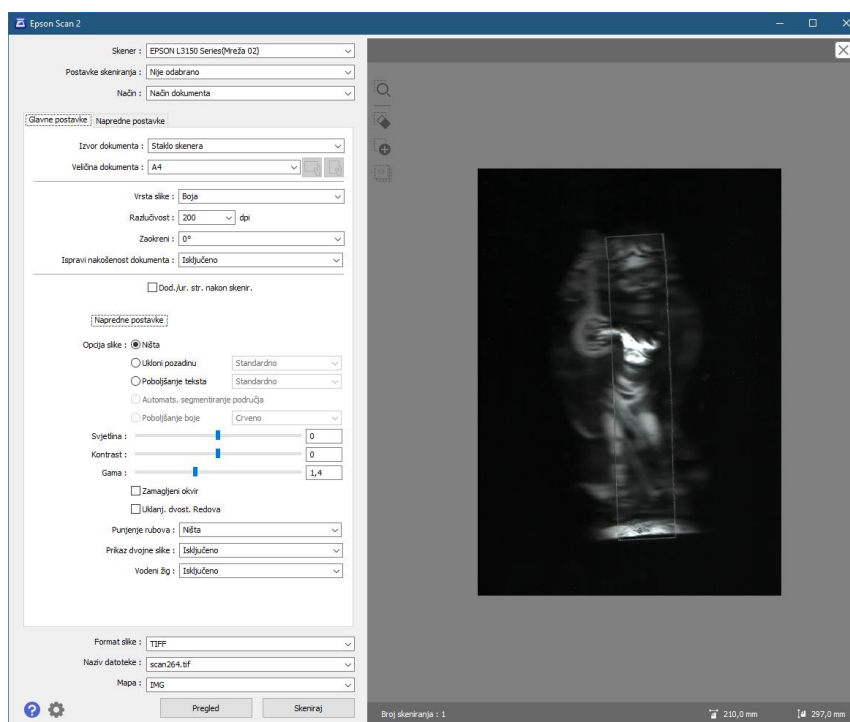 Epson Scan 2
Skener : EPSON L3150 Series(Mreža 02)
Postavke skeniranja : Nije odabrano
Način : Način dokumenta
Glavne postavke Napredne postavke
Izvor dokumenta : Staklo skenera
Veličina dokumenta : A4
Vrsta slike : Boja
Razlučivost : 200 dpi
Zaokreni : 0°
Ispravi nakošenost dokumenta : Isključeno
Dod./ur. str. nakon skenir.
Napredne postavke
Opcija slike : Ništa
Ukloni pozadinu Standardno
Poboljšanje teksta Standardno
Automats. segmentiranje područja
Poboljšanje boje Crveno
Svjetlina : 0
Kontrast : 0
Gama : 1,4
Zamagljeni okvir
Uklanj. dvost. Redova
Punjenje rubova : Ništa
Prikaz dvojne slike : Isključeno
Vodeni žig : Isključeno
Format slike : TIFF
Naziv datoteke : scan264.tif
Mapa : IMG
Pregled Skeniraj
Broj skeniranja : 1 210,0 mm 297,0 mm